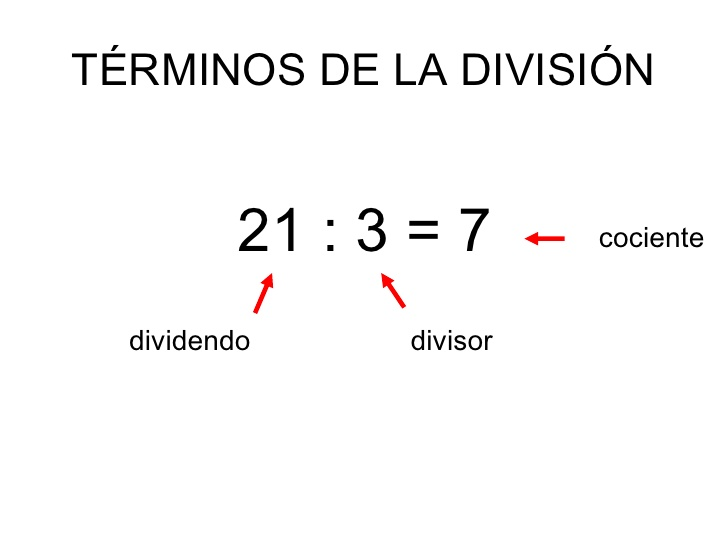 TÉRMINOS DE LA DIVISIÓN
21 : 3 = 7
cociente
dividendo
divisor